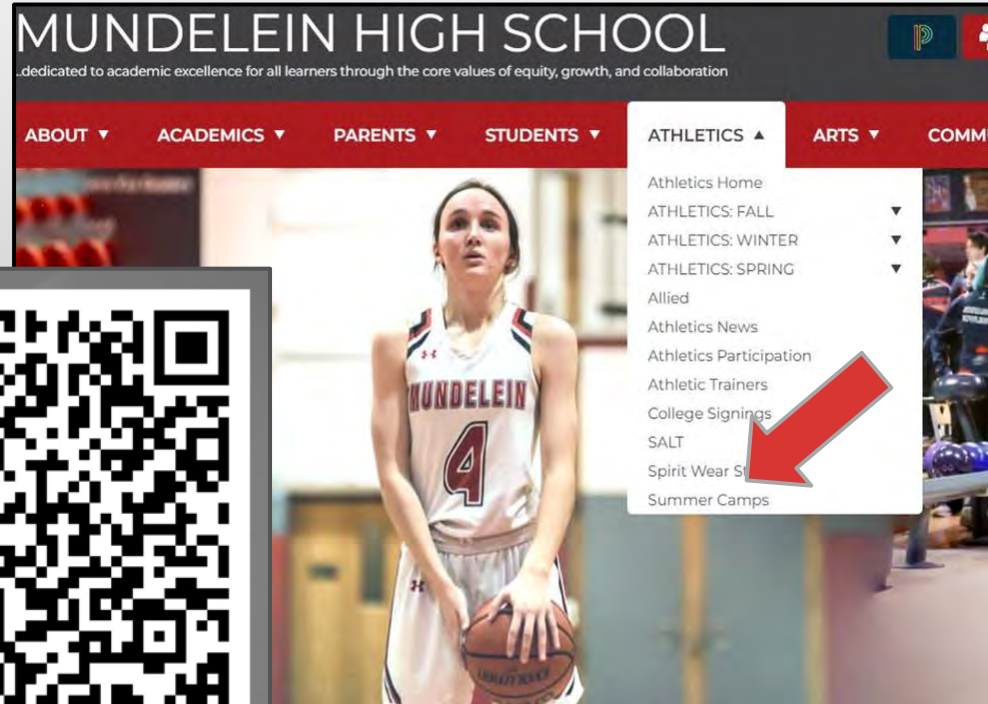 MUNDELEIN HIGH SCHOOL
...dedicated to academic excellence for all learners through the core values of equity, growth, and collaboration
ABOUT ▼ ACADEMICS ▼ PARENTS ▼ STUDENTS ▼ ATHLETICS ▲ ARTS ▼
Athletics Home
ATHLETICS: FALL ▼
ATHLETICS: WINTER ▼
ATHLETICS: SPRING ▼
Allied
Athletics News
Athletics Participation
Athletic Trainers
College Signings
SALT
Spirit Wear
Summer Camps
MUNDELEIN
4